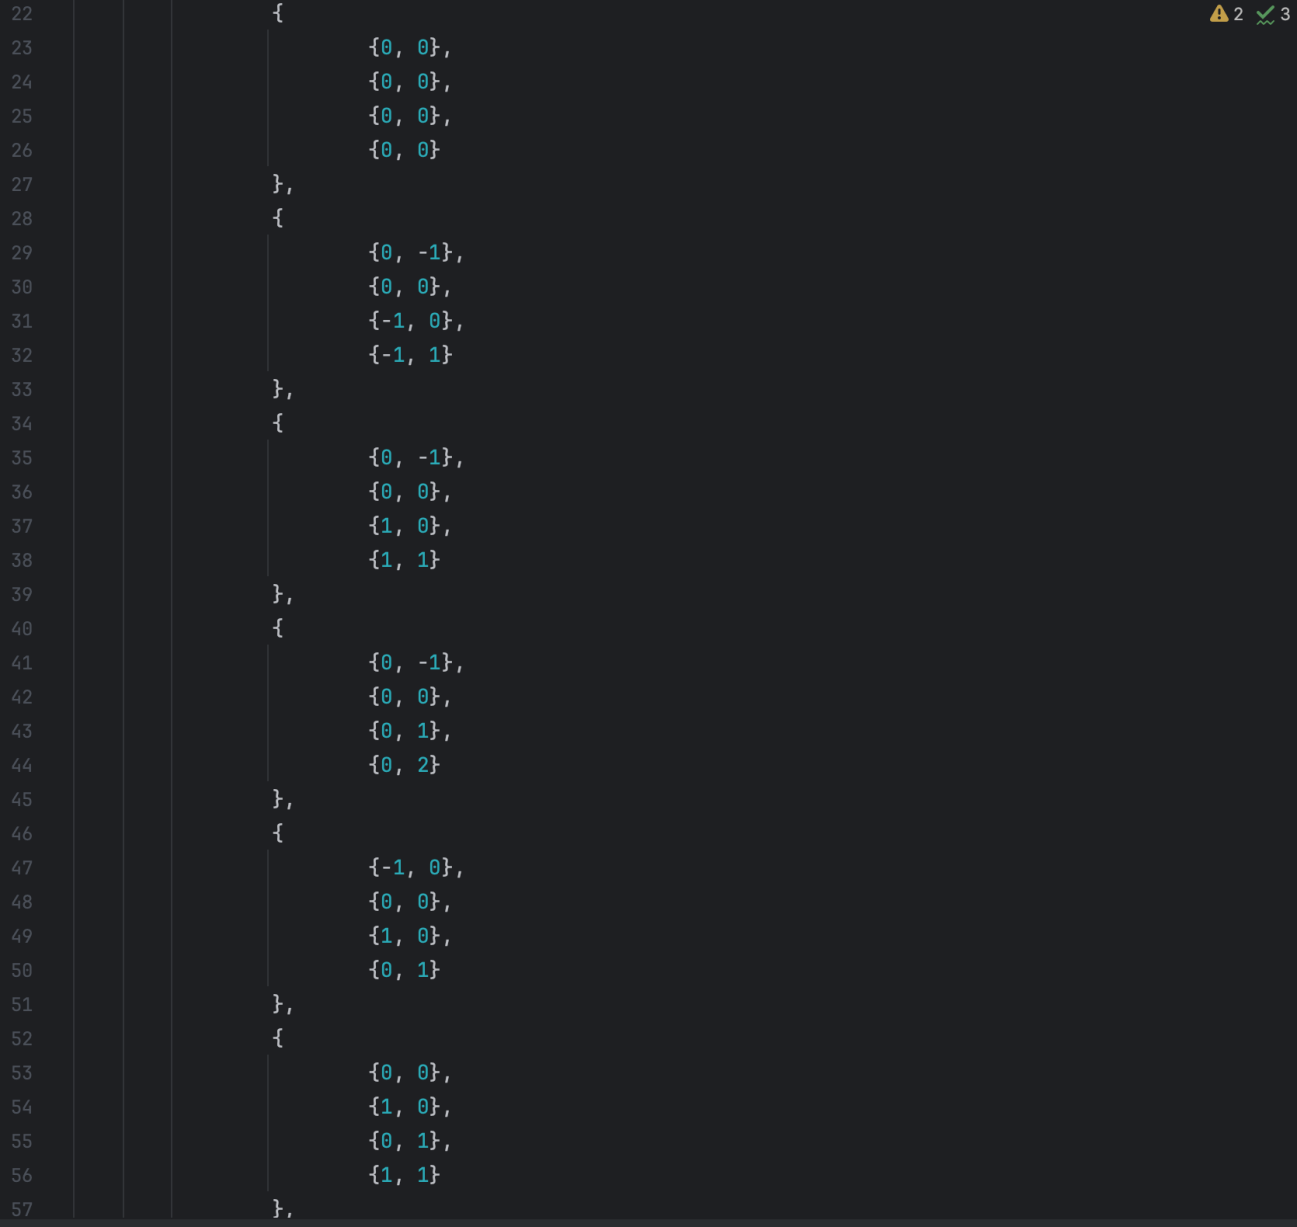 22 { 2 3
23 {0, 0},
24 {0, 0},
25 {0, 0},
26 {0, 0}
27 },
28 {
29 {0, -1},
30 {0, 0},
31 {-1, 0},
32 {-1, 1}
33 },
34 {
35 {0, -1},
36 {0, 0},
37 {1, 0},
38 {1, 1}
39 },
40 {
41 {0, -1},
42 {0, 0},
43 {0, 1},
44 {0, 2}
45 },
46 {
47 {-1, 0},
48 {0, 0},
49 {1, 0},
50 {0, 1}
51 },
52 {
53 {0, 0},
54 {1, 0},
55 {0, 1},
56 {1, 1}
57 },